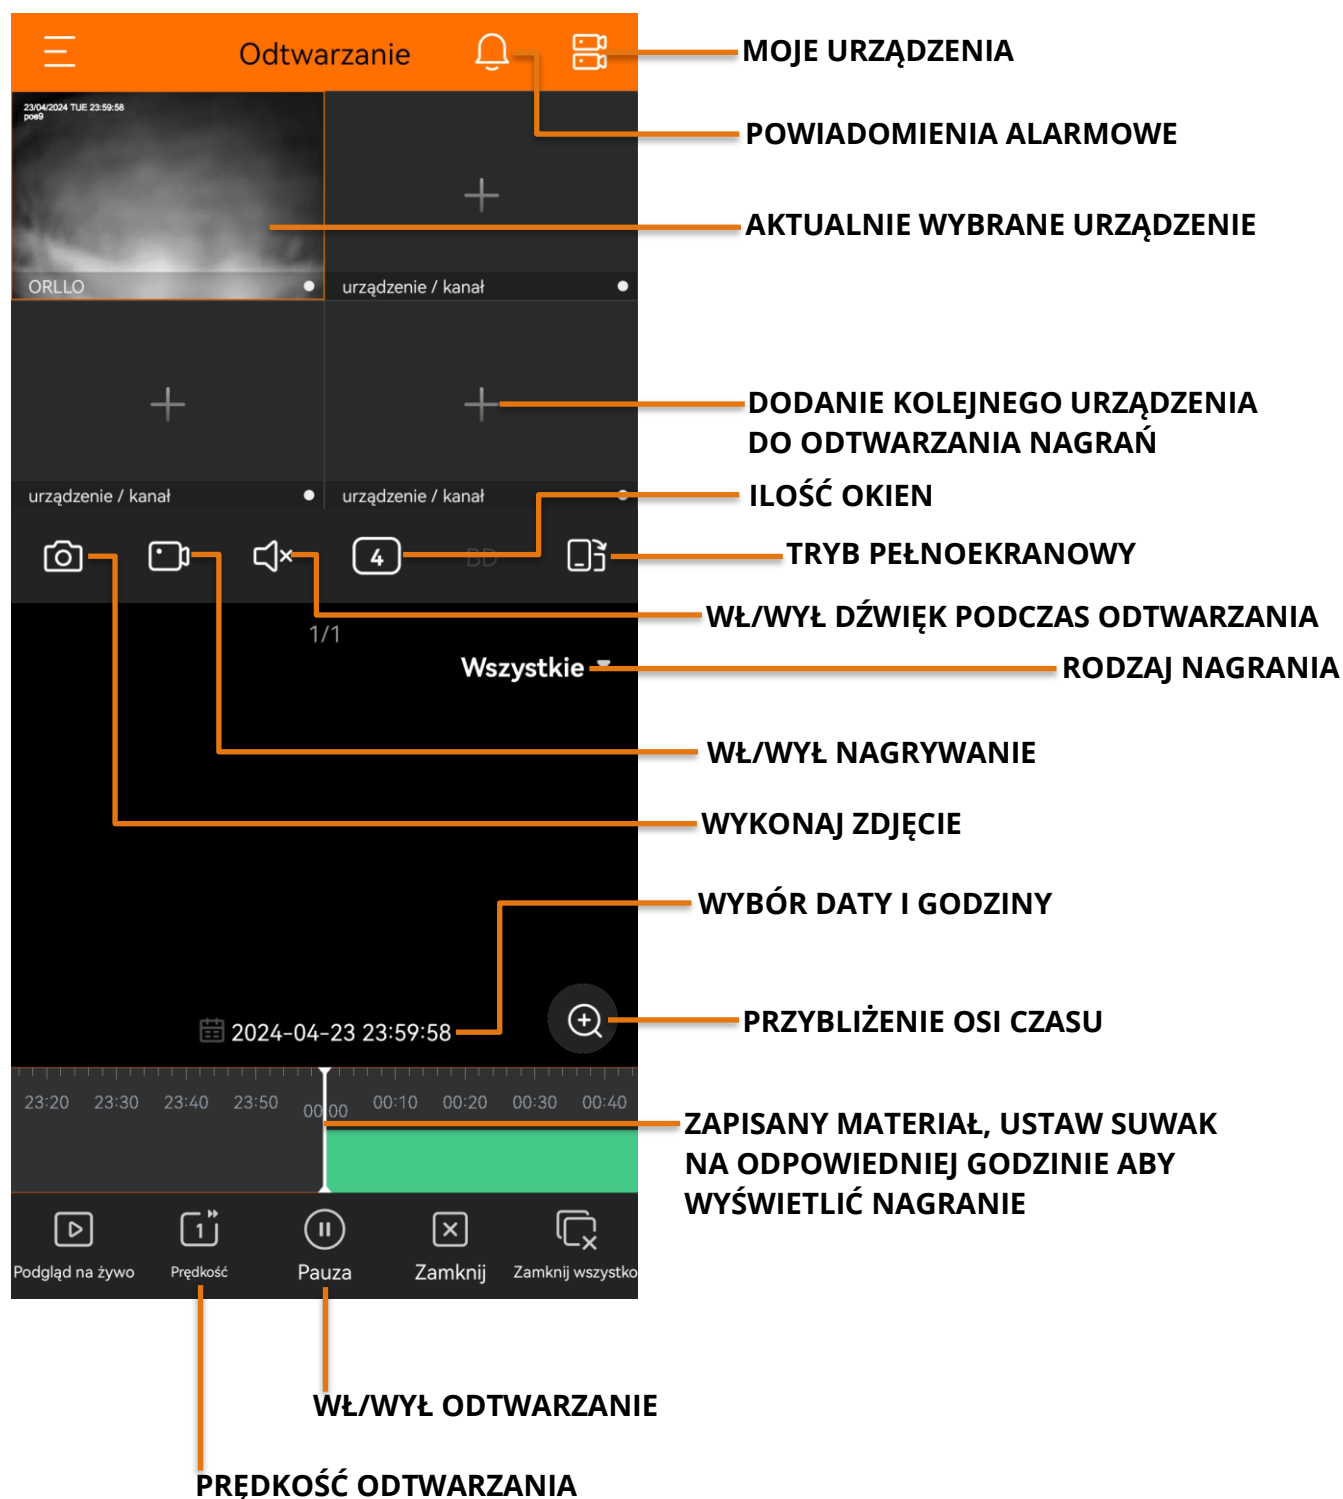 Odtwarzanie
MOJE URZĄDZENIA
23/04/2024 TUE 23:59:58
poe9
POWIADOMIENIA ALARMOWE
AKTUALNIE WYBRANE URZĄDZENIE
ORLLO
urządzenie / kanał
DODANIE KOLEJNEGO URZĄDZENIA
DO ODTWARZANIA NAGRAŃ
urządzenie / kanał
urządzenie / kanał
ILOŚĆ OKIEN
4
BD
TRYB PEŁNOEKRANOWY
WŁ/WYŁ DŹWIĘK PODCZAS ODTWARZANIA
1/1
Wszystkie
RODZAJ NAGRANIA
WŁ/WYŁ NAGRYWANIE
WYKONAJ ZDJĘCIE
WYBÓR DATY I GODZINY
2024-04-23 23:59:58
PRZYBLIŻENIE OSI CZASU
23:20 23:30 23:40 23:50 00:00 00:10 00:20 00:30 00:40
ZAPISANY MATERIAŁ, USTAW SUWAK
NA ODPOWIEDNIEJ GODZINIE ABY
WYŚWIETLIĆ NAGRANIE
1
Podgląd na żywo Prędkość Pauza Zamknij Zamknij wszystko
WŁ/WYŁ ODTWARZANIE
PRĘDKOŚĆ ODTWARZANIA